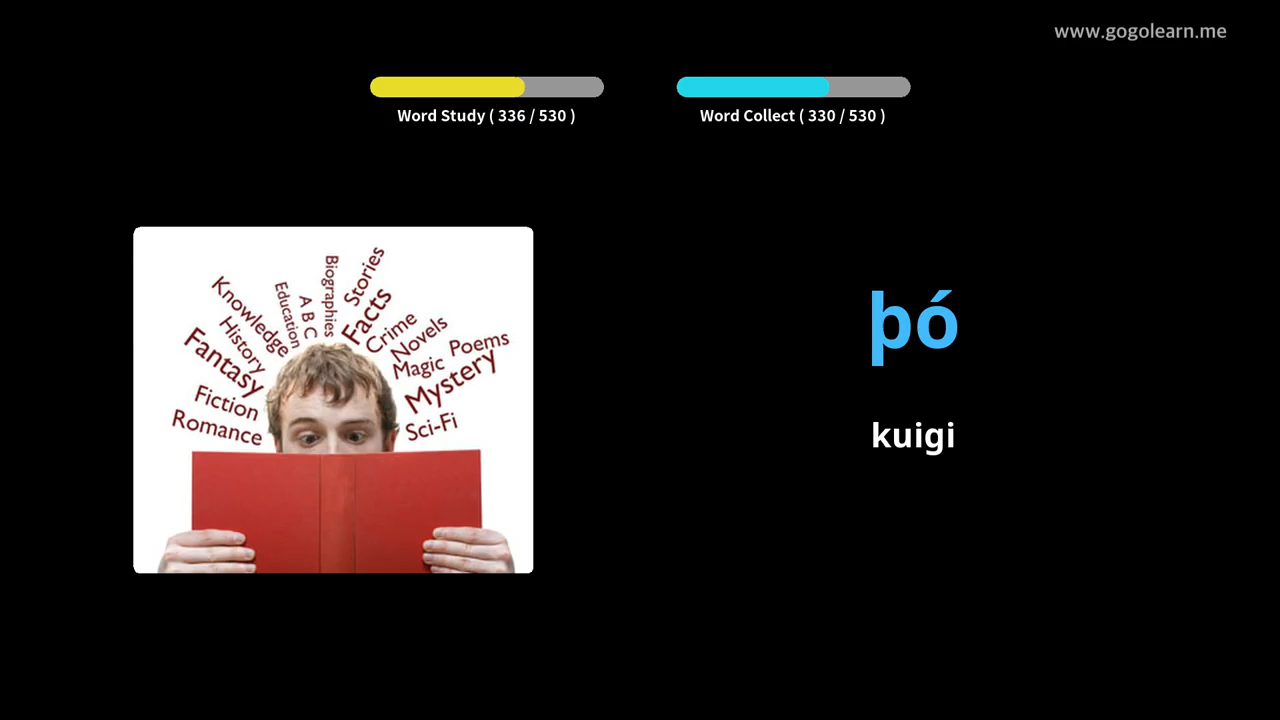 www.gogolearn.me
Word Study ( 336 / 530 )
Word Collect ( 330 / 530 )
Knowledge
Education
A B C
Biographies
Stories
History
Facts
Crime
Novels
Fantasy
Magic
Poems
Fiction
Mystery
Romance
Sci-Fi
þó
kuigi